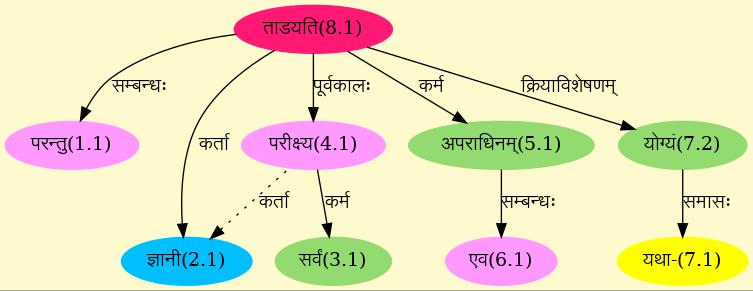 ताडयति(8.1)
सम्बन्धः
पूर्वकालः
कर्म
क्रियाविशेषणम्
परन्तु(1.1)
कर्ता
परीक्ष्य(4.1)
अपराधिनम्(5.1)
योग्यं(7.2)
कर्ता
कर्म
सम्बन्धः
समासः
ज्ञानी(2.1)
सर्वं(3.1)
एव(6.1)
यथा-(7.1)